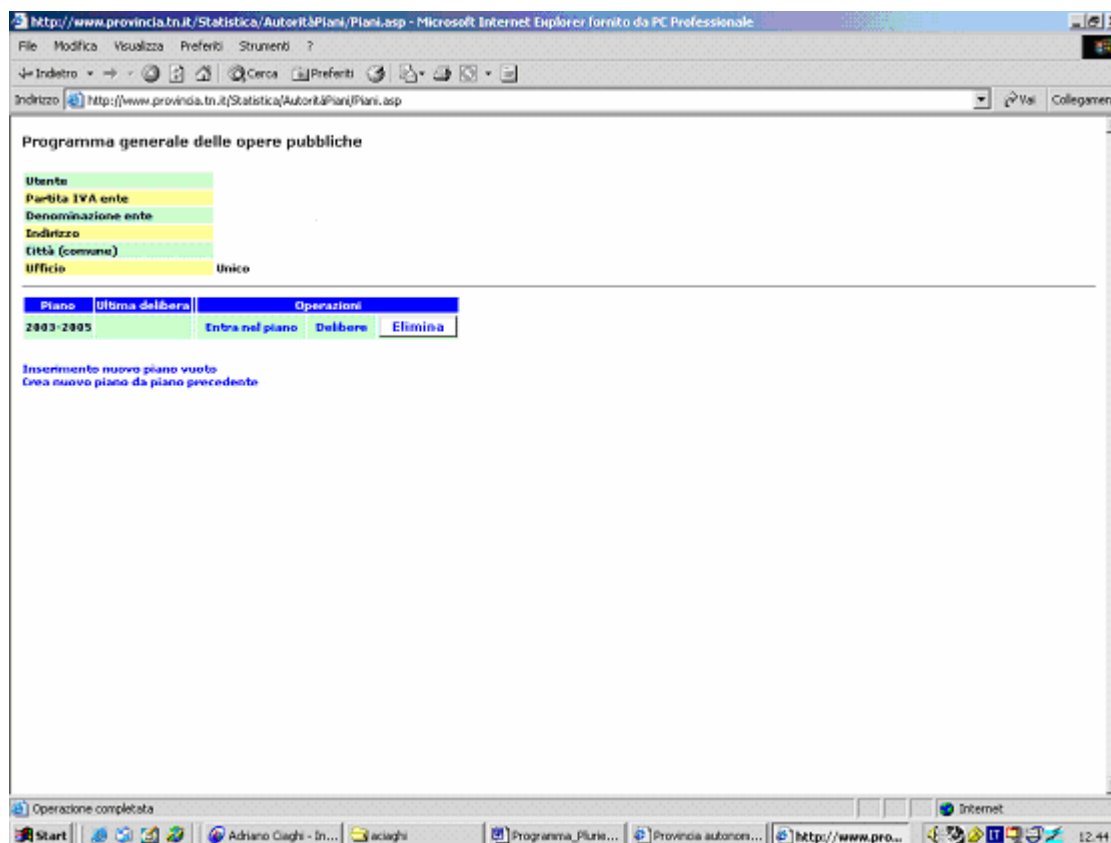 http://www.provincia.tn.it/Statistica/AutoritàPiani/Piani.asp - Microsoft Internet Explorer fornito da PC Professionale
File Modifica Visualizza Preferiti Strumenti ?
Indietro Cerca Preferiti
Indirizzo http://www.provincia.tn.it/Statistica/AutoritàPiani/Piani.asp Vai Collegamen
Programma generale delle opere pubbliche
Utente
Partita IVA ente
Denominazione ente
Indirizzo
Città (comune)
Ufficio Unico
Piano Ultima delibera Operazioni
2003-2005 Entra nel piano Delibere Elimina
Inserimento nuovo piano vuoto
Crea nuovo piano da piano precedente
Operazione completata Internet
Start Adriano Ciaghi - In... aciaghi Programma_Plurie... Provincia autonom... http://www.pro... 12.44